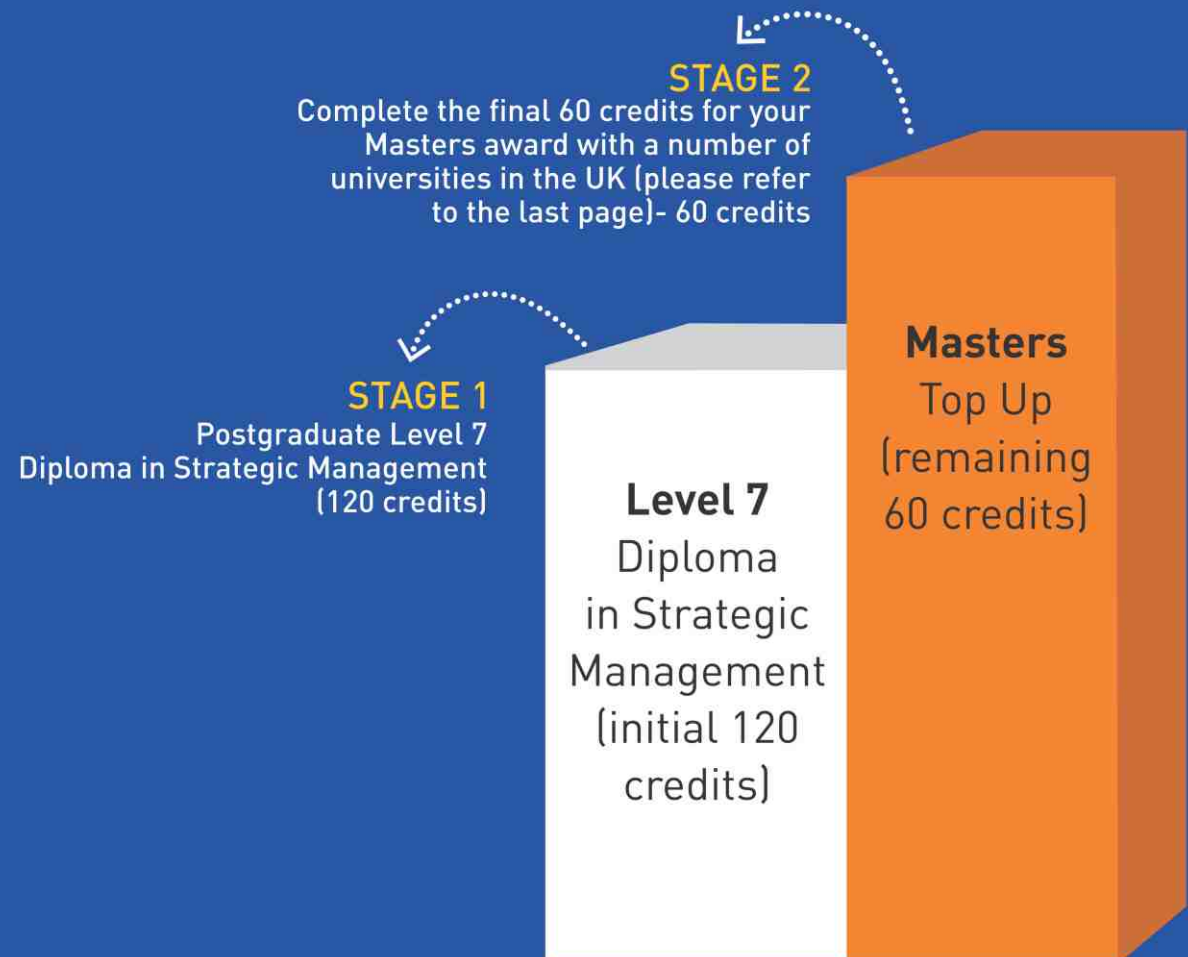 STAGE 2
Complete the final 60 credits for your
Masters award with a number of
universities in the UK (please refer
to the last page)- 60 credits
STAGE 1
Postgraduate Level 7
Diploma in Strategic Management
(120 credits)
Level 7
Diploma
in Strategic
Management
(initial 120
credits)
Masters
Top Up
(remaining
60 credits)